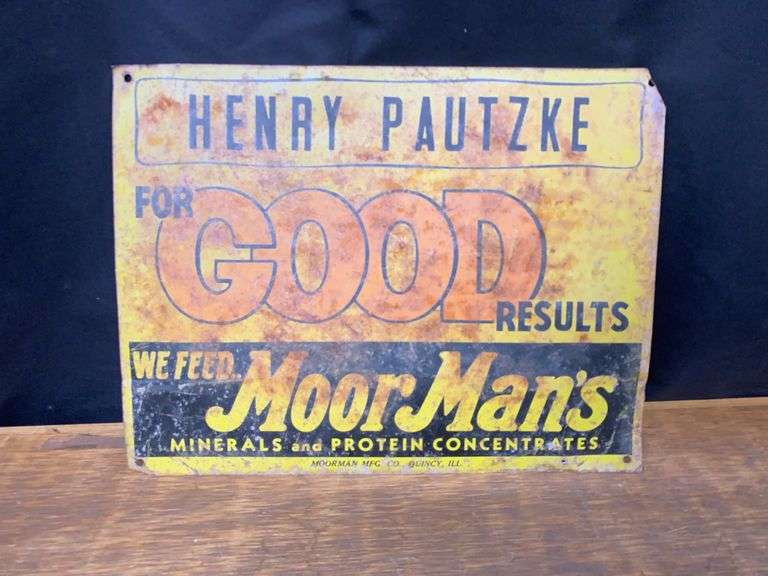 HENRY PAUTZKE
FOR GOOD RESULTS
WE FEED.. MoorMan's
MINERALS and PROTEIN CONCENTRATES
MOORMAN MFG. CO., QUINCY, ILL.